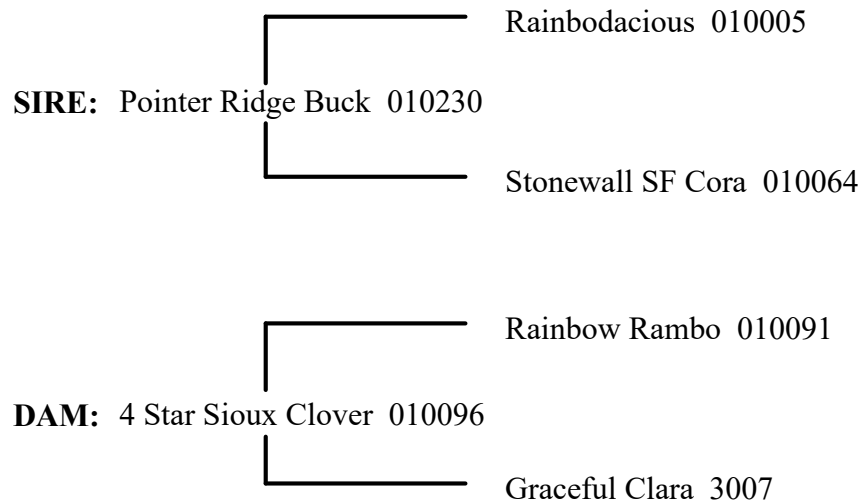 Rainbodacious 010005
SIRE: Pointer Ridge Buck 010230
Stonewall SF Cora 010064
Rainbow Rambo 010091
DAM: 4 Star Sioux Clover 010096
Graceful Clara 3007